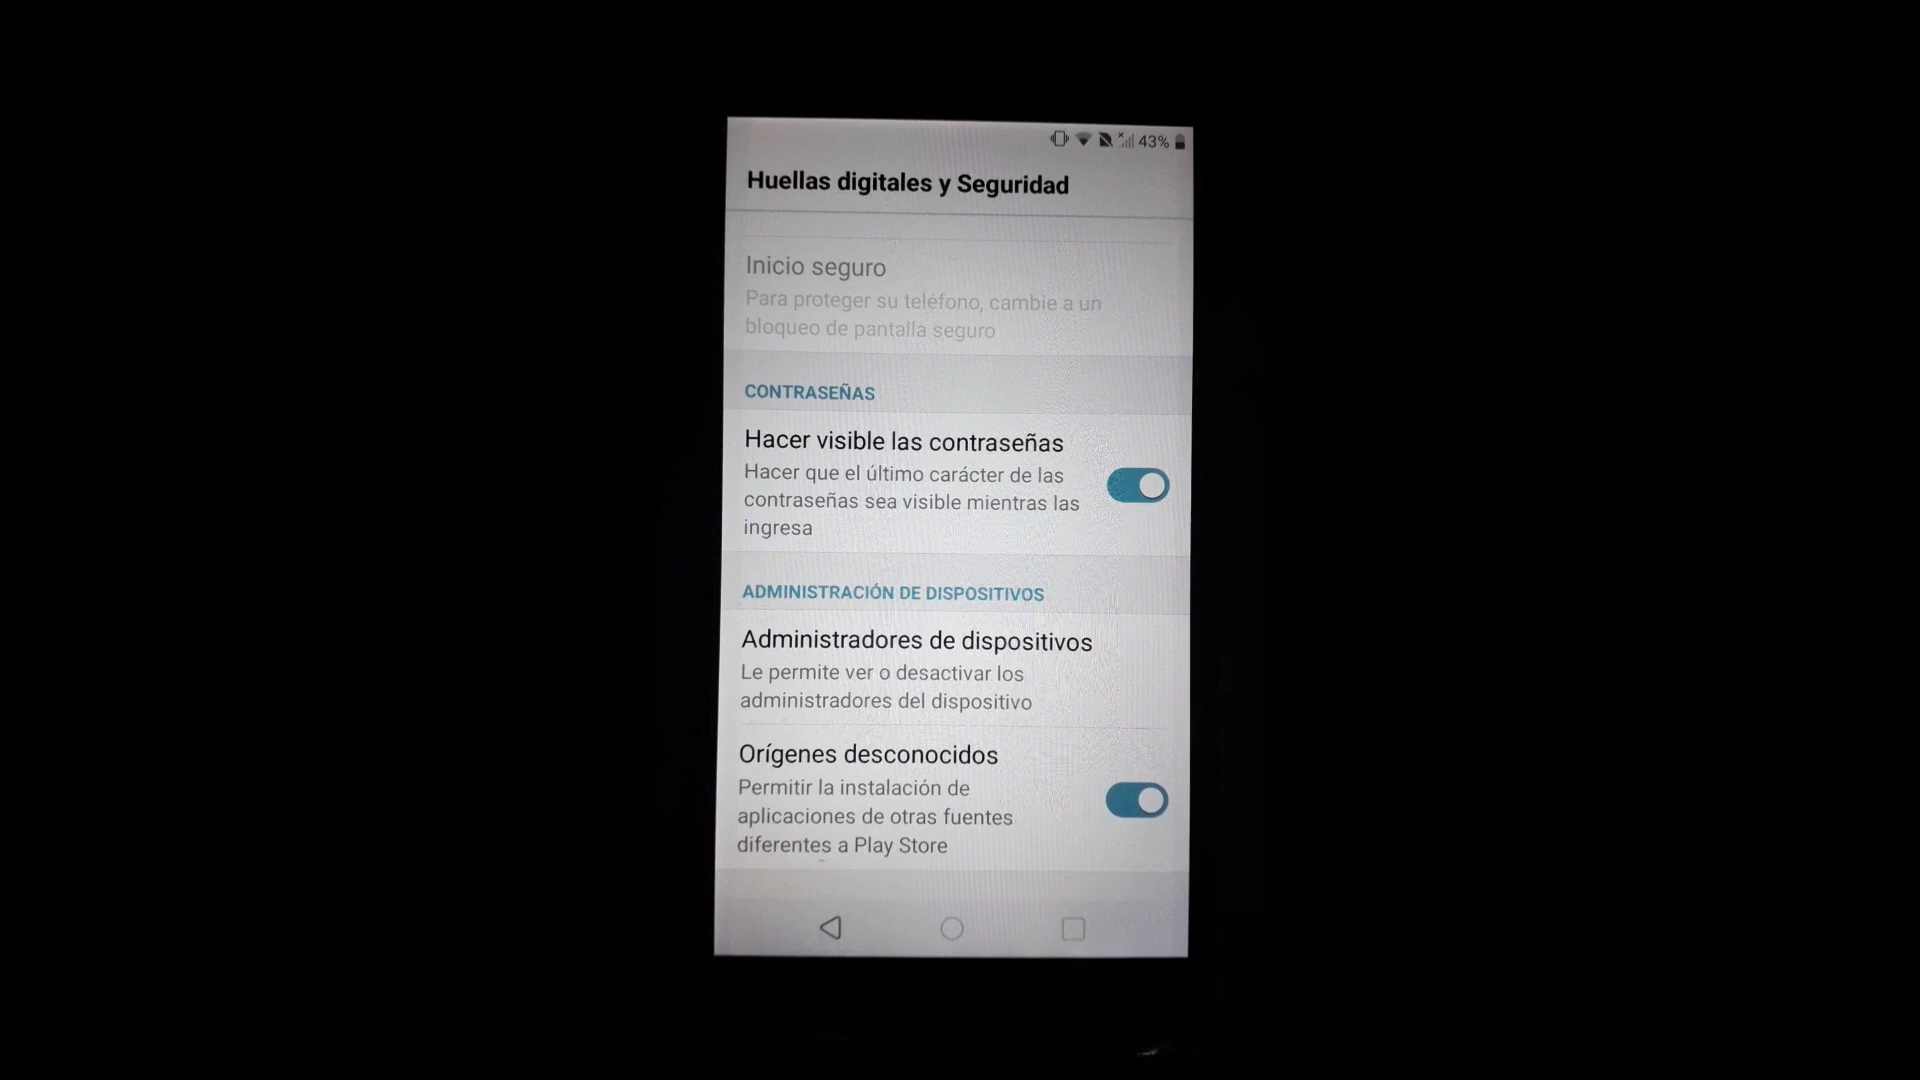 43%
Huellas digitales y Seguridad
Inicio seguro
Para proteger su teléfono, cambie a un
bloqueo de pantalla seguro
CONTRASEÑAS
Hacer visible las contraseñas
Hacer que el último carácter de las
contraseñas sea visible mientras las
ingresa
ADMINISTRACIÓN DE DISPOSITIVOS
Administradores de dispositivos
Le permite ver o desactivar los
administradores del dispositivo
Orígenes desconocidos
Permitir la instalación de
aplicaciones de otras fuentes
diferentes a Play Store